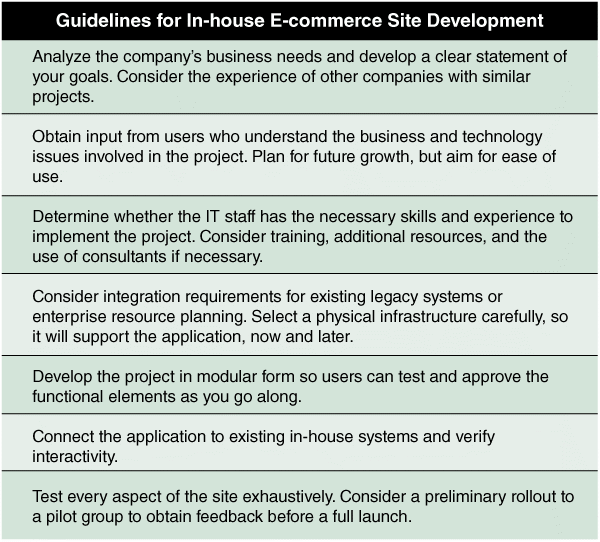 Guidelines for In-house E-commerce Site Development
Analyze the company's business needs and develop a clear statement of
your goals. Consider the experience of other companies with similar
projects.
Obtain input from users who understand the business and technology
issues involved in the project. Plan for future growth, but aim for ease of
use.
Determine whether the IT staff has the necessary skills and experience to
implement the project. Consider training, additional resources, and the
use of consultants if necessary.
Consider integration requirements for existing legacy systems or
enterprise resource planning. Select a physical infrastructure carefully, so
it will support the application, now and later.
Develop the project in modular form so users can test and approve the
functional elements as you go along.
Connect the application to existing in-house systems and verify
interactivity.
Test every aspect of the site exhaustively. Consider a preliminary rollout to
a pilot group to obtain feedback before a full launch.